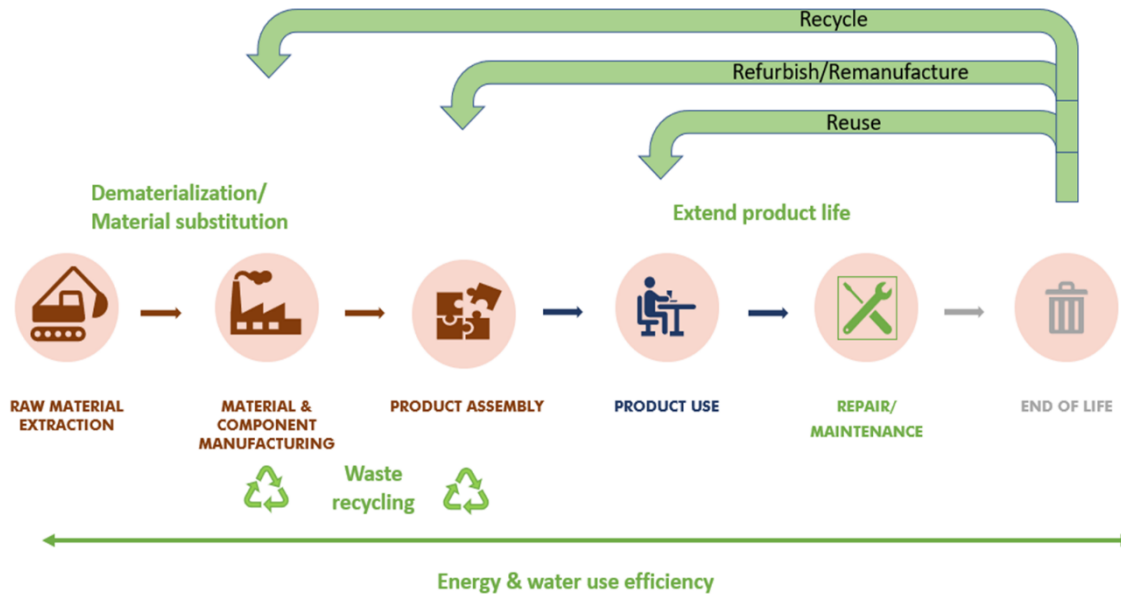 Recycle
Refurbish/Remanufacture
Reuse
Dematerialization/
Material substitution
Extend product life
RAW MATERIAL
EXTRACTION
MATERIAL &
COMPONENT
MANUFACTURING
PRODUCT ASSEMBLY
PRODUCT USE
REPAIR/
MAINTENANCE
END OF LIFE
Waste
recycling
Energy & water use efficiency